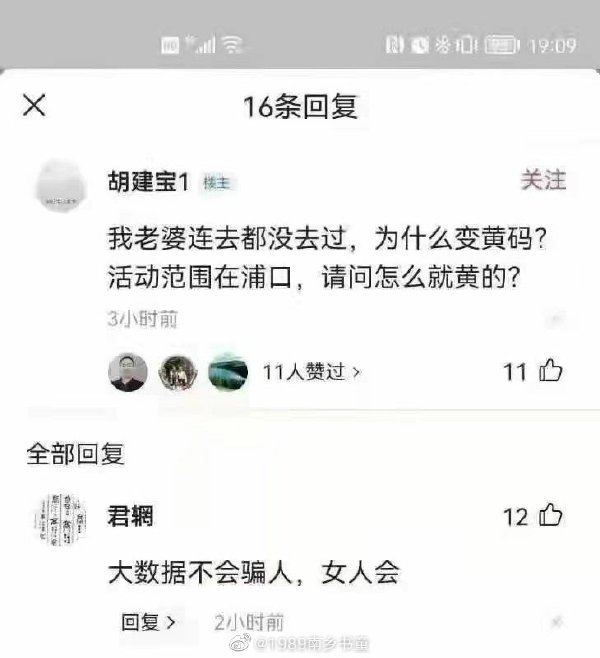 HD 19:09
16条回复
胡建宝1 楼主 关注
我老婆连去都没去过，为什么变黄码？
活动范围在浦口，请问怎么就黄的？
3小时前
11人赞过 11
全部回复
君網 12
大数据不会骗人，女人会
回复 2小时前
@1989南乡书童